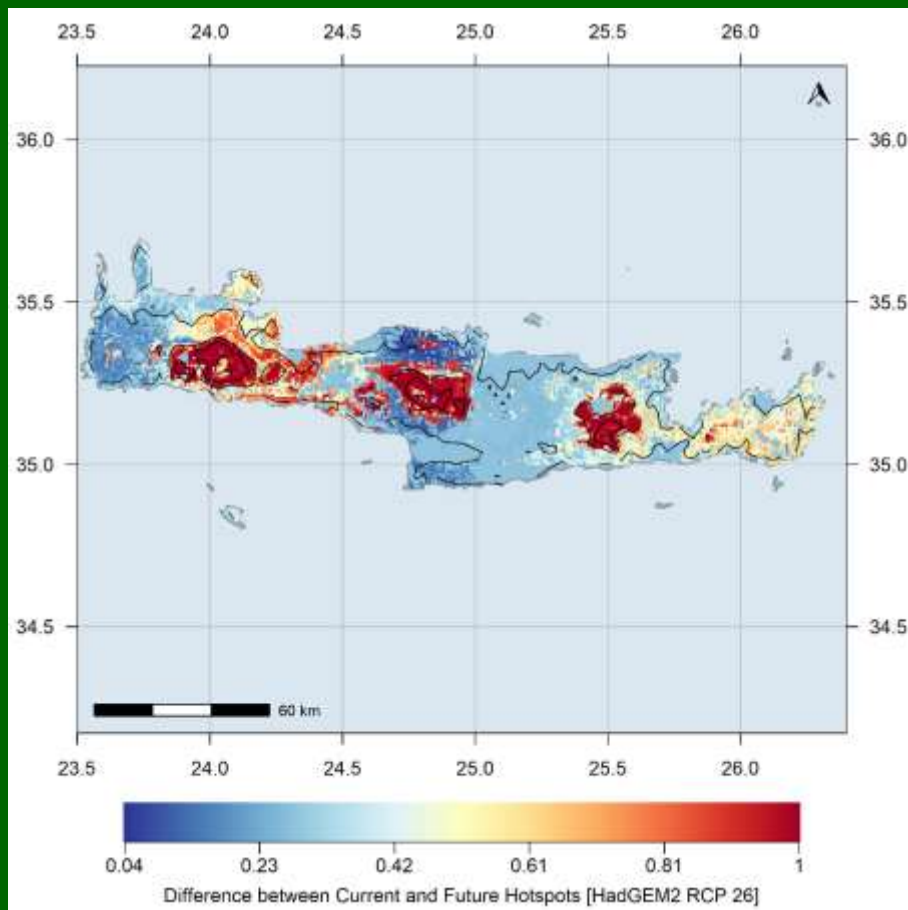 23.5 24.0 24.5 25.0 25.5 26.0
36.0 36.0
35.5 35.5
35.0 35.0
34.5 34.5
60 km
23.5 24.0 24.5 25.0 25.5 26.0
0.04 0.23 0.42 0.61 0.81 1
Difference between Current and Future Hotspots [HadGEM2 RCP 26]